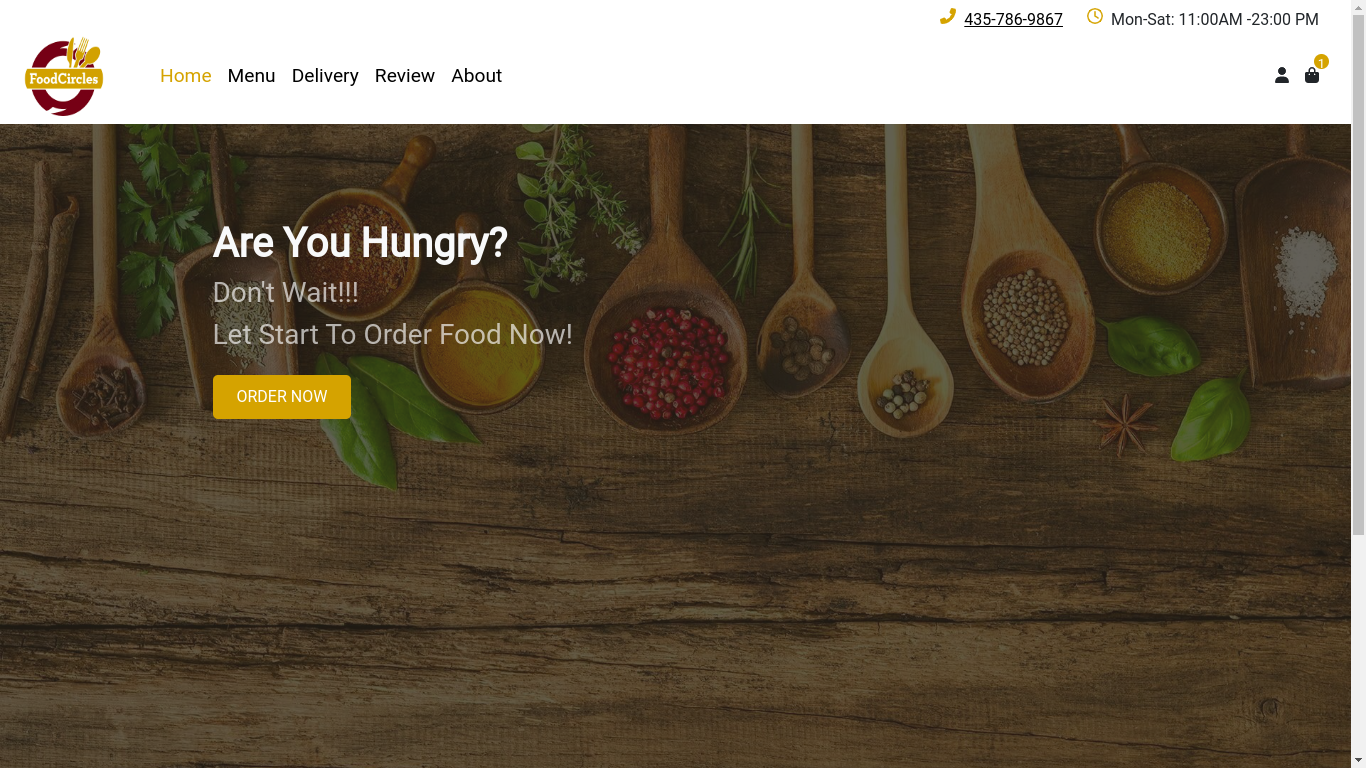 435-786-9867 Mon-Sat: 11:00AM -23:00 PM
FoodCircles
Home Menu Delivery Review About
1
Are You Hungry?
Don't Wait!!!
Let Start To Order Food Now!
ORDER NOW